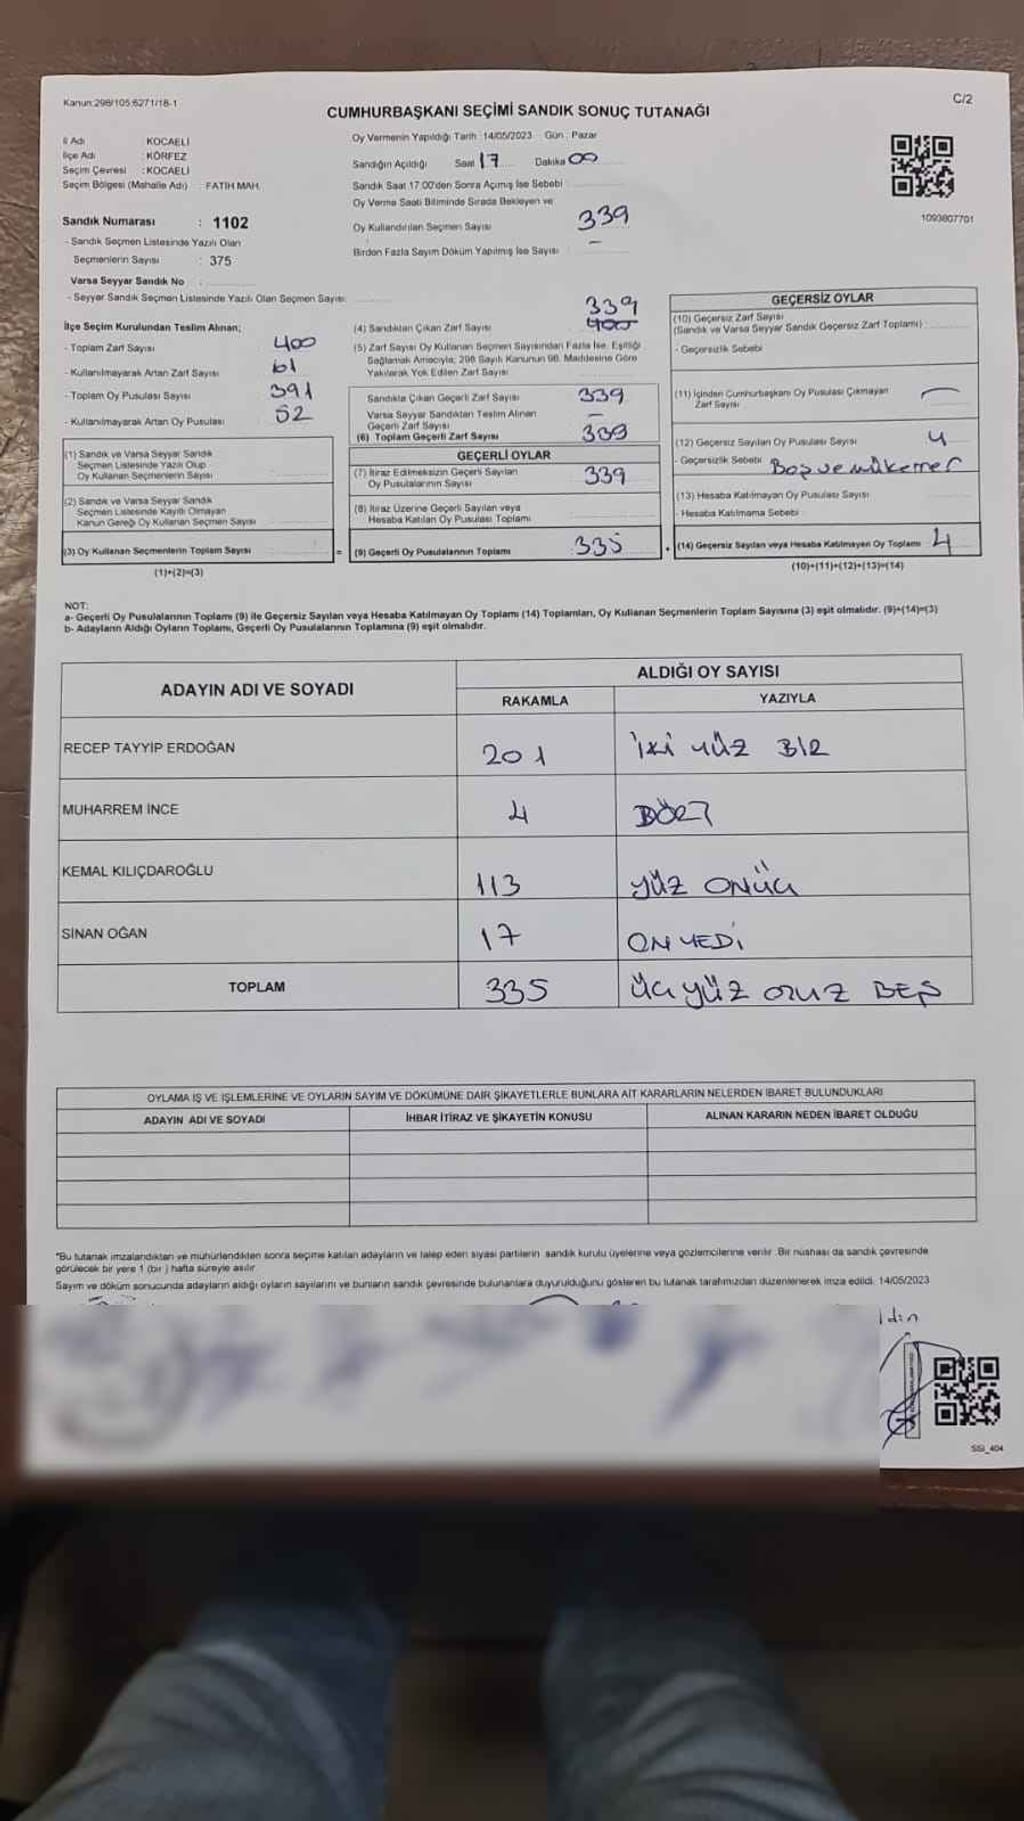 Kanun:298/105;6271/18-1
C/2
CUMHURBAŞKANI SEÇİMİ SANDIK SONUÇ TUTANAĞI
İl Adı KOCAELİ
İlçe Adı : KÖRFEZ
Seçim Çevresi : KOCAELİ
Seçim Bölgesi (Mahalle Adı) FATİH MAH.
Sandık Numarası : 1102
- Sandık Seçmen Listesinde Yazılı Olan
Seçmenlerin Sayısı : 375
Varsa Seyyar Sandık No
- Seyyar Sandık Seçmen Listesinde Yazılı Olan Seçmen Sayısı:
Oy Vermenin Yapıldığı Tarih :14/05/2023 Gün : Pazar
Sandığın Açıldığı Saat 17 Dakika 00
Sandık Saat 17:00'den Sonra Açımış İse Sebebi
Oy Verme Saati Bitiminde Sırada Bekleyen ve
Oy Kullandırılan Seçmen Sayısı 339
Birden Fazla Sayım Döküm Yapılmış İse Sayısı –
1093807701
İlçe Seçim Kurulundan Teslim Alınan;
- Toplam Zarf Sayısı 400
- Kullanılmayarak Artan Zarf Sayısı 61
- Toplam Oy Pusulası Sayısı 391
- Kullanılmayarak Artan Oy Pusulası 52
339
(4) Sandıktan Çıkan Zarf Sayısı 400
(5) Zarf Sayısı Oy Kullanan Seçmen Sayısından Fazla İse, Eşitliği
Sağlamak Amacıyla; 298 Sayılı Kanunun 98. Maddesine Göre
Yakılarak Yok Edilen Zarf Sayısı
Sandıkta Çıkan Geçerli Zarf Sayısı 339
Varsa Seyyar Sandıktan Teslim Alınan
Geçerli Zarf Sayısı –
(6) Toplam Geçerli Zarf Sayısı 339
GEÇERLİ OYLAR
(7) İtiraz Edilmeksizin Geçerli Sayılan
Oy Pusulalarının Sayısı 339
(8) İtiraz Üzerine Geçerli Sayılan veya
Hesaba Katılan Oy Pusulası Toplamı
(9) Geçerli Oy Pusulalarının Toplamı 335
GEÇERSİZ OYLAR
(10) Geçersiz Zarf Sayısı
(Sandık ve Varsa Seyyar Sandık Geçersiz Zarf Toplamı) :
- Geçersizlik Sebebi
(11) İçinden Cumhurbaşkanı Oy Pusulası Çıkmayan
Zarf Sayısı –
(12) Geçersiz Sayılan Oy Pusulası Sayısı 4
- Geçersizlik Sebebi Boş ve mükerrer
(13) Hesaba Katılmayan Oy Pusulası Sayısı
- Hesaba Katılmama Sebebi
(14) Geçersiz Sayılan veya Hesaba Katılmayan Oy Toplamı 4
(10)+(11)+(12)+(13)=(14)
(1) Sandık ve Varsa Seyyar Sandık
Seçmen Listesinde Yazılı Olup
Oy Kullanan Seçmenlerin Sayısı
(2) Sandık ve Varsa Seyyar Sandık
Seçmen Listesinde Kayıtlı Olmayan
Kanun Gereği Oy Kullanan Seçmen Sayısı
(3) Oy Kullanan Seçmenlerin Toplam Sayısı =
(1)+(2)=(3)
NOT:
a- Geçerli Oy Pusulalarının Toplamı (9) ile Geçersiz Sayılan veya Hesaba Katılmayan Oy Toplamı (14) Toplamları, Oy Kullanan Seçmenlerin Toplam Sayısına (3) eşit olmalıdır. (9)+(14)=(3)
b- Adayların Aldığı Oyların Toplamı, Geçerli Oy Pusulalarının Toplamına (9) eşit olmalıdır.
ADAYIN ADI VE SOYADI ALDIĞI OY SAYISI
RAKAMLA YAZIYLA
RECEP TAYYİP ERDOĞAN 201 iki yüz BİR
MUHARREM İNCE 4 DÖRT
KEMAL KILIÇDAROĞLU 113 YÜZ ONÜÇ
SİNAN OĞAN 17 ON YEDİ
TOPLAM 335 üçyüz otuz BEŞ
OYLAMA İŞ VE İŞLEMLERİNE VE OYLARIN SAYIM VE DÖKÜMÜNE DAİR ŞİKAYETLERLE BUNLARA AİT KARARLARIN NELERDEN İBARET BULUNDUKLARI
ADAYIN ADI VE SOYADI İHBAR İTİRAZ VE ŞİKAYETİN KONUSU ALINAN KARARIN NEDEN İBARET OLDUĞU
"Bu tutanak imzalandıktan ve mühürlendikten sonra seçime katılan adayların ve talep eden siyasi partilerin sandık kurulu üyelerine veya gözlemcilerine verilir. Bir nüshası da sandık çevresinde
görülecek bir yere 1 (bir ) hafta süreyle asılır.
Sayım ve döküm sonucunda adayların aldığı oyların sayılarını ve bunların sandık çevresinde bulunanlara duyurulduğunu gösteren bu tutanak tarafımızdan düzenlenerek imza edildi. 14/05/2023